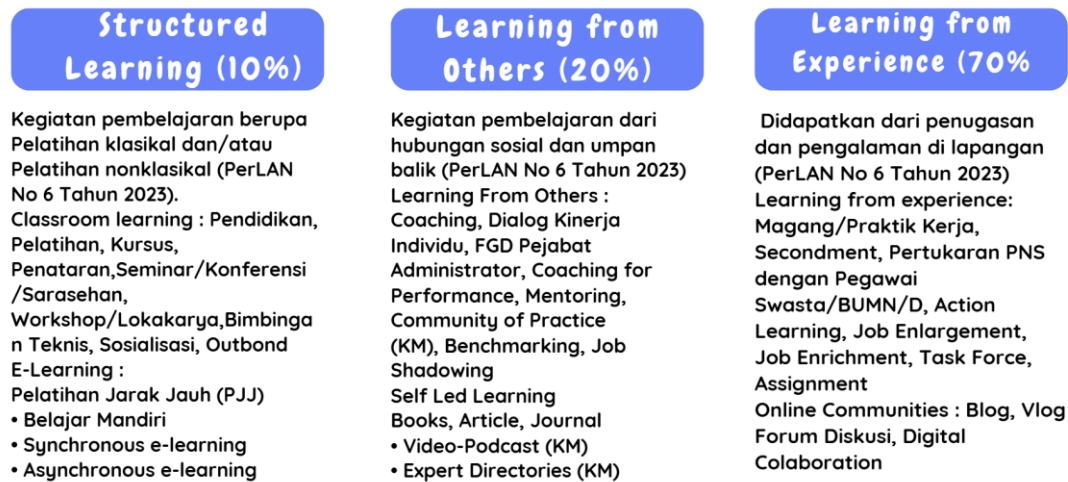 Structured
Learning (10%)
Kegiatan pembelajaran berupa
Pelatihan klasikal dan/atau
Pelatihan nonklasikal (PerLAN
No 6 Tahun 2023).
Classroom learning : Pendidikan,
Pelatihan, Kursus,
Penataran,Seminar/Konferensi
/Sarasehan,
Workshop/Lokakarya,Bimbinga
n Teknis, Sosialisasi, Outbond
E-Learning :
Pelatihan Jarak Jauh (PJJ)
• Belajar Mandiri
• Synchronous e-learning
• Asynchronous e-learning
Learning from
Others (20%)
Kegiatan pembelajaran dari
hubungan sosial dan umpan
balik (PerLAN No 6 Tahun 2023)
Learning From Others :
Coaching, Dialog Kinerja
Individu, FGD Pejabat
Administrator, Coaching for
Performance, Mentoring,
Community of Practice
(KM), Benchmarking, Job
Shadowing
Self Led Learning
Books, Article, Journal
• Video-Podcast (KM)
• Expert Directories (KM)
Learning from
Experience (70%
Didapatkan dari penugasan
dan pengalaman di lapangan
(PerLAN No 6 Tahun 2023)
Learning from experience:
Magang/Praktik Kerja,
Secondment, Pertukaran PNS
dengan Pegawai
Swasta/BUMN/D, Action
Learning, Job Enlargement,
Job Enrichment, Task Force,
Assignment
Online Communities : Blog, Vlog
Forum Diskusi, Digital
Colaboration